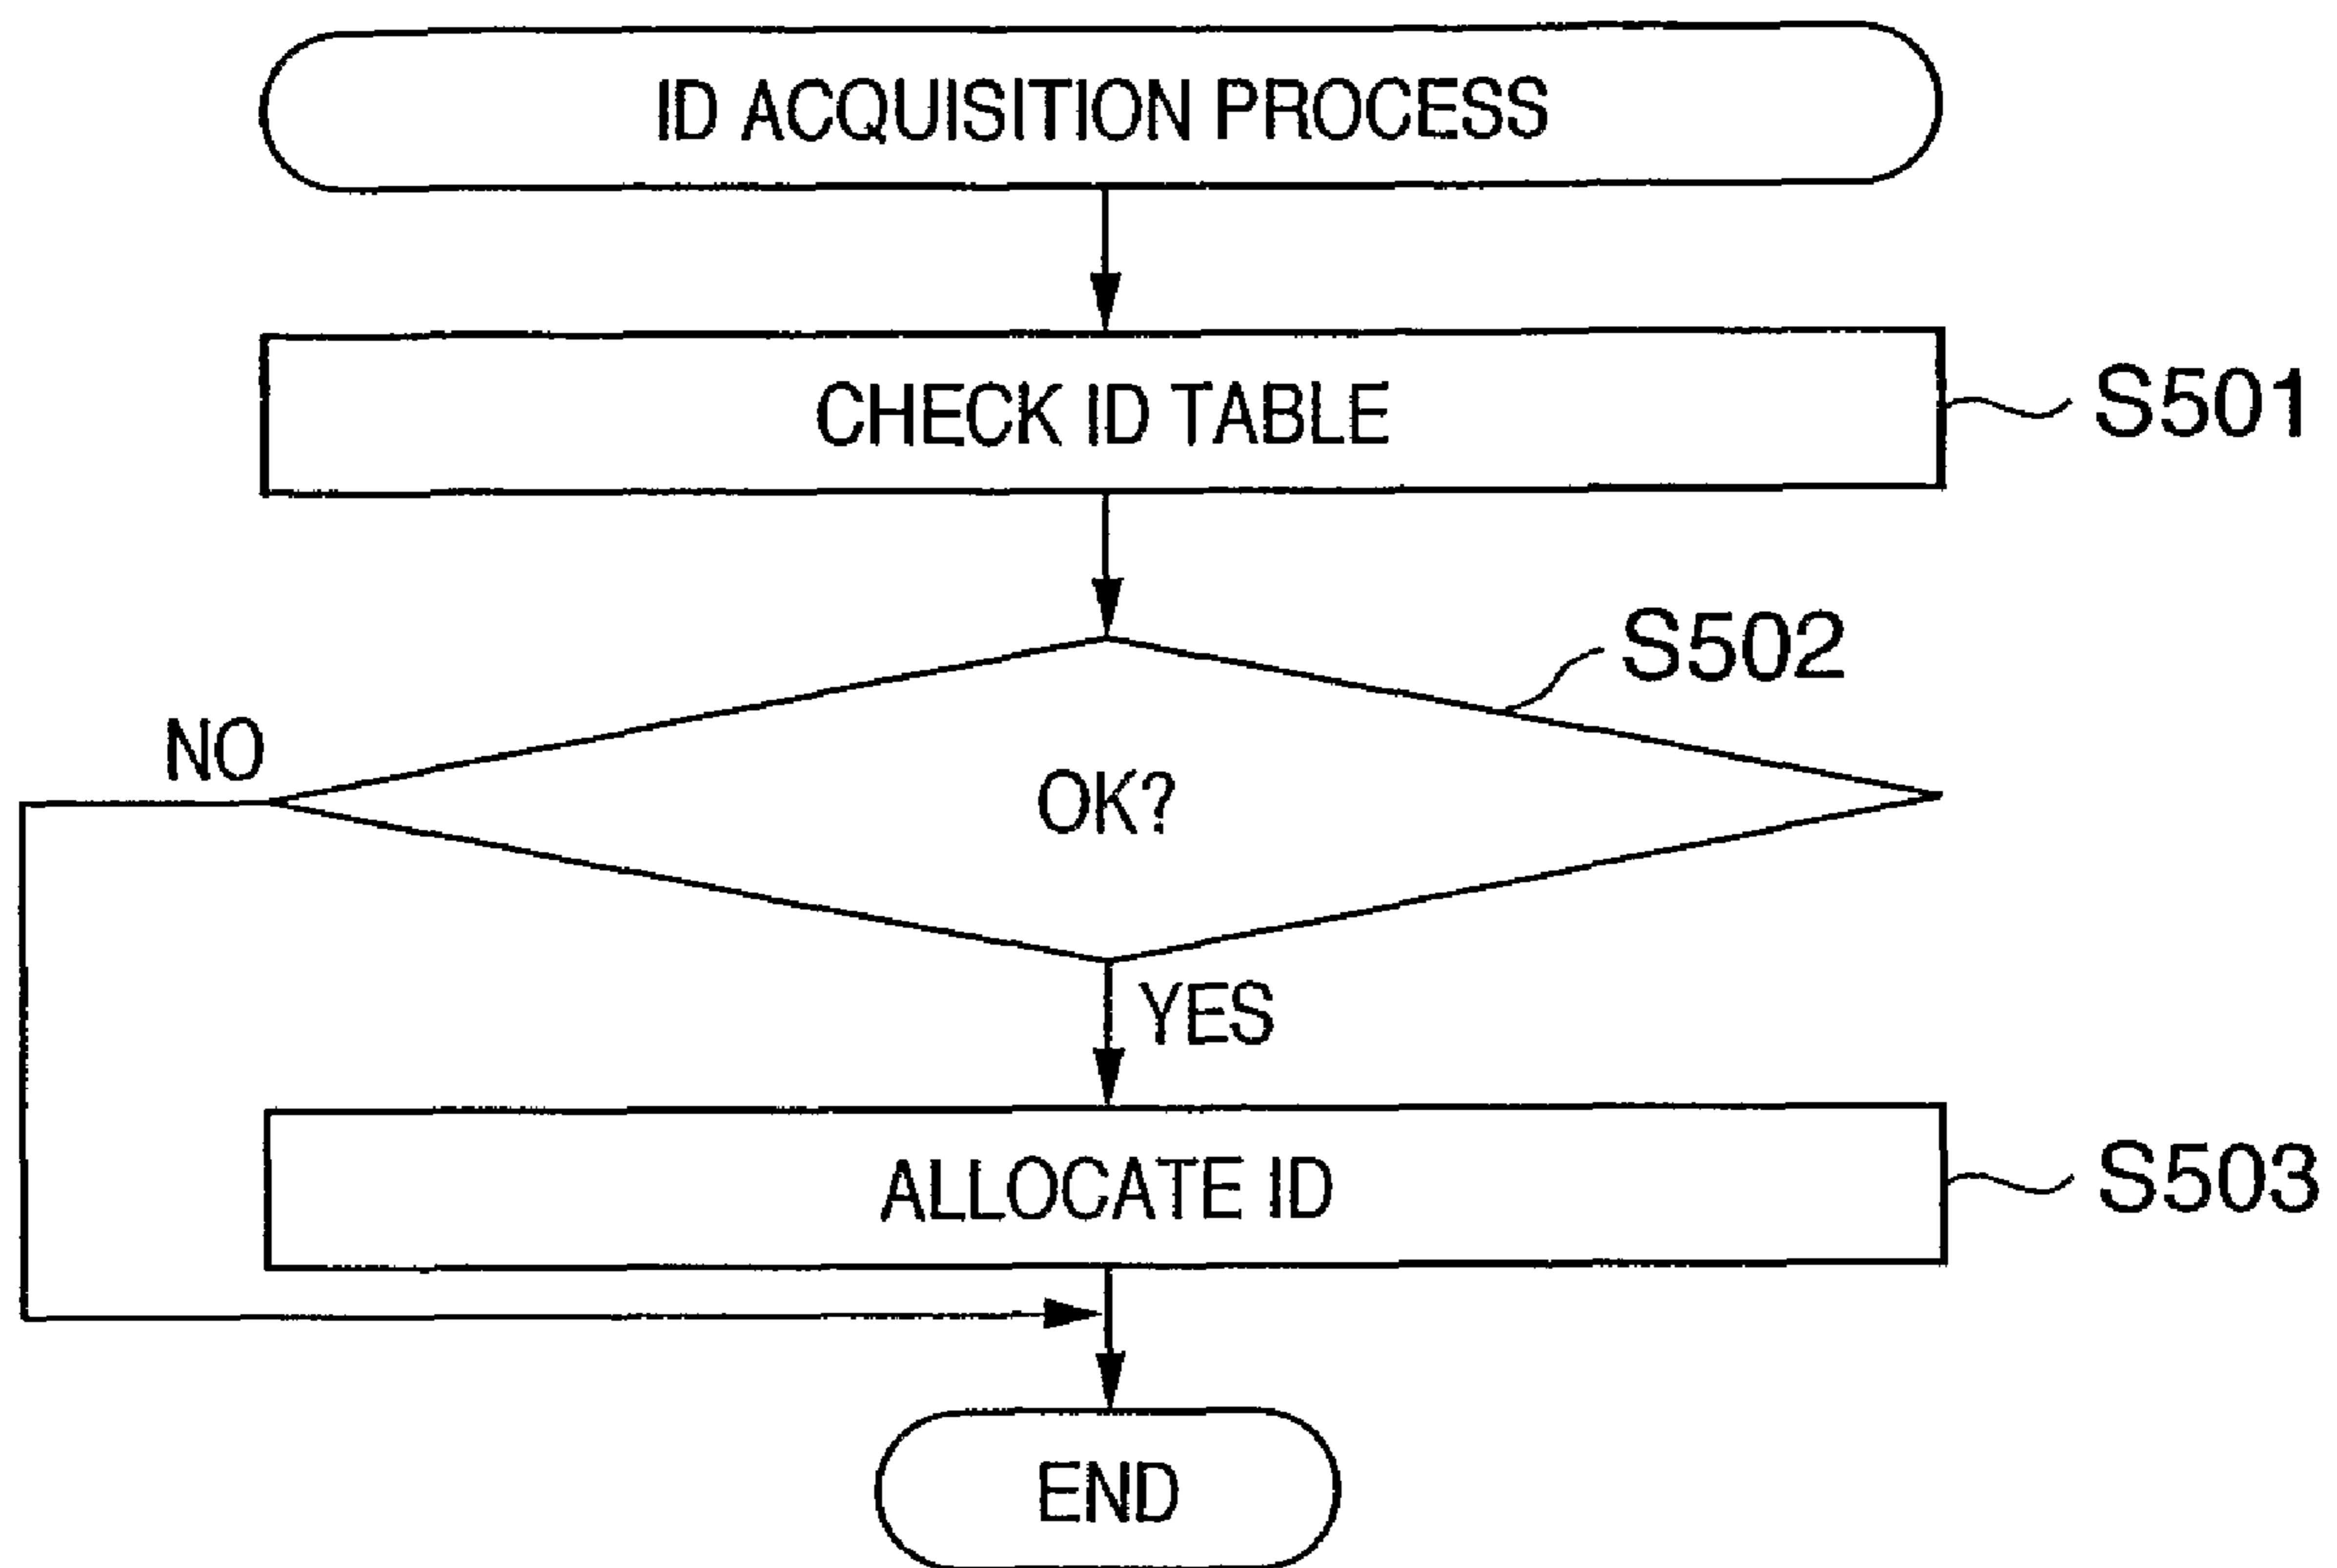 ID ACQUISITION PROCESS
CHECK ID TABLE
S501
S502
NO
OK?
YES
ALLOCATE ID
S503
END